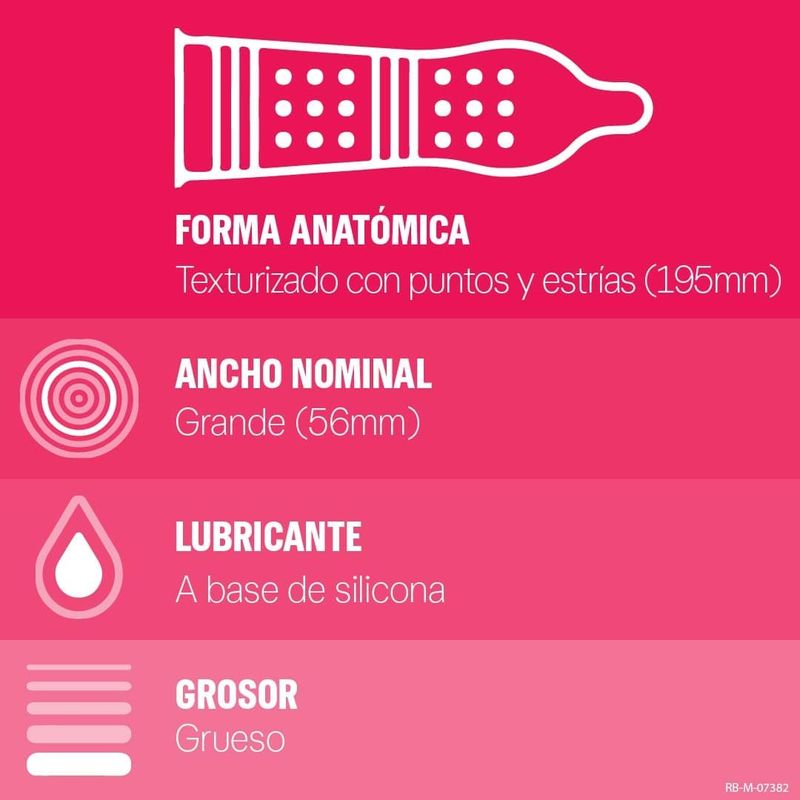 FORMA ANATÓMICA
Texturizado con puntos y estrías (195mm)
ANCHO NOMINAL
Grande (56mm)
LUBRICANTE
A base de silicona
GROSOR
Grueso
RB-M-07382